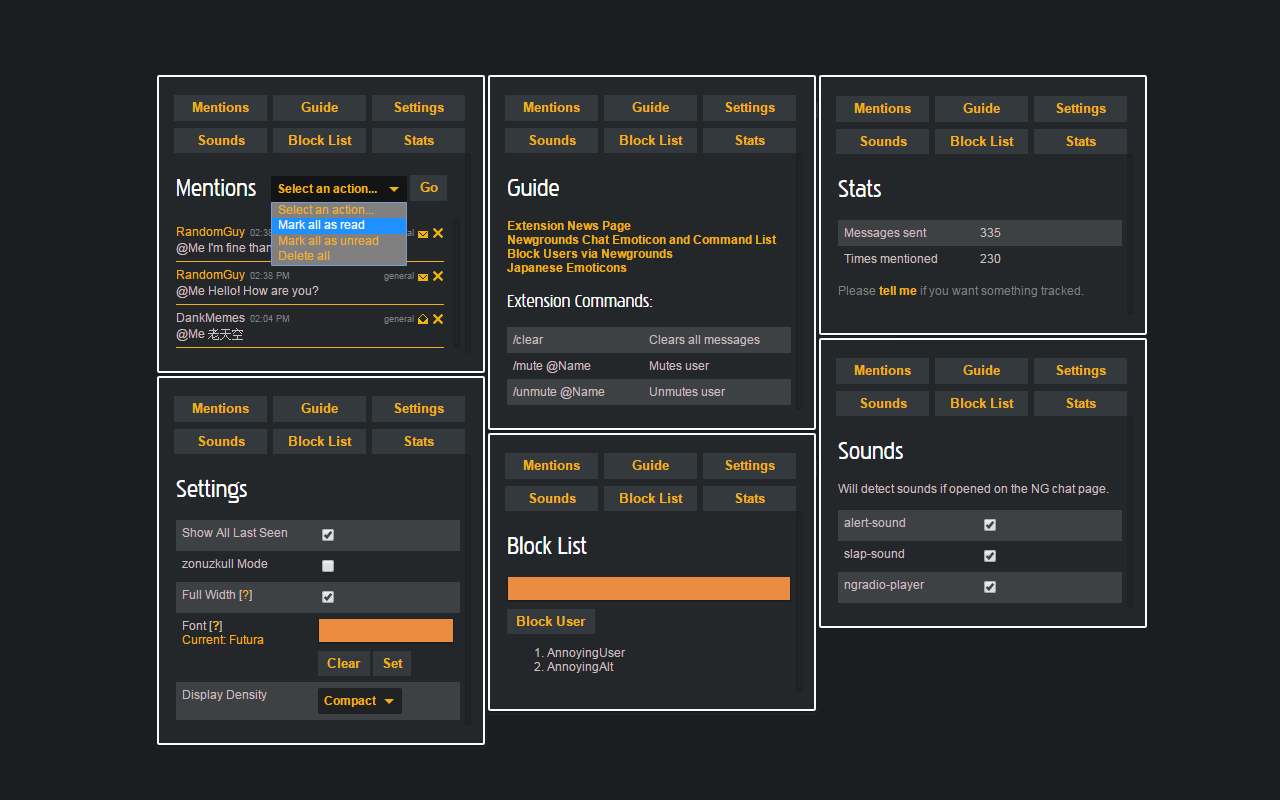 Mentions Guide Settings
Sounds Block List Stats
Mentions Select an action... Go
Select an action...
Mark all as read
Mark all as unread
Delete all
RandomGuy 02:38
@Me I'm fine
RandomGuy 02:38 PM general
@Me Hello! How are you?
DankMemes 02:04 PM general
@Me 老天空
Mentions Guide Settings
Sounds Block List Stats
Settings
Show All Last Seen
zonuzkull Mode
Full Width [?]
Font [?]
Current: Futura
Clear Set
Display Density Compact
Mentions Guide Settings
Sounds Block List Stats
Guide
Extension News Page
Newgrounds Chat Emoticon and Command List
Block Users via Newgrounds
Japanese Emoticons
Extension Commands:
/clear Clears all messages
/mute @Name Mutes user
/unmute @Name Unmutes user
Mentions Guide Settings
Sounds Block List Stats
Block List
Block User
1. AnnoyingUser
2. AnnoyingAlt
Mentions Guide Settings
Sounds Block List Stats
Stats
Messages sent 335
Times mentioned 230
Please tell me if you want something tracked.
Mentions Guide Settings
Sounds Block List Stats
Sounds
Will detect sounds if opened on the NG chat page.
alert-sound
slap-sound
ngradio-player